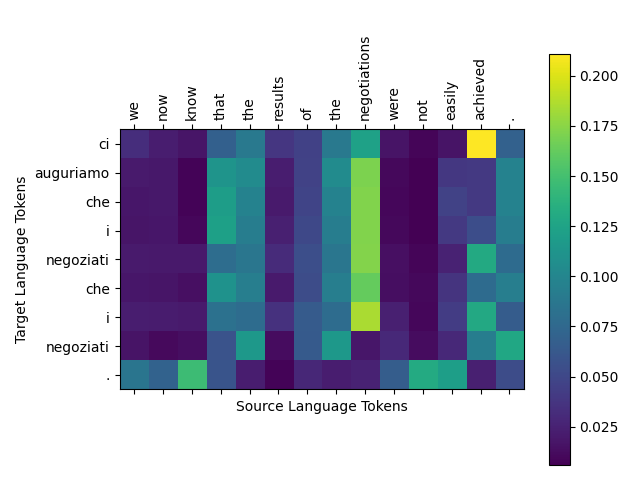 we now know that the results of the negotiations were not easily achieved .
ci
auguriamo
che
i
negoziati
che
i
negoziati
.
Target Language Tokens
Source Language Tokens
0.200
0.175
0.150
0.125
0.100
0.075
0.050
0.025